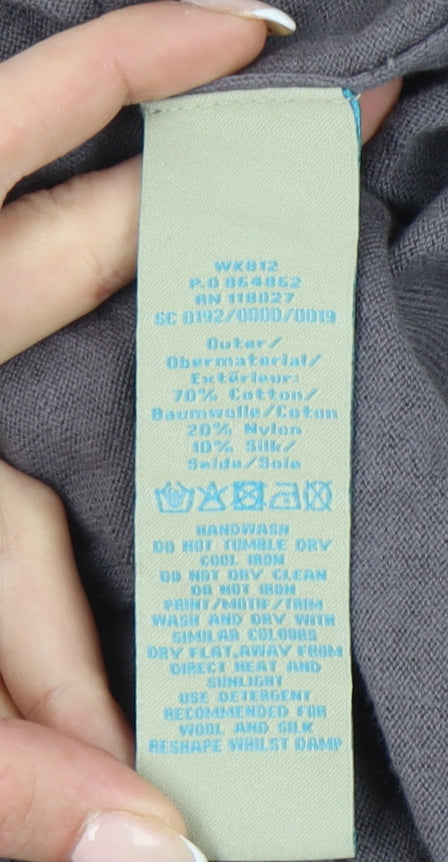 WK812
P.O 864862
RN 118027
SC 0192/0000/0019
Outer/
Obermaterial/
Extérieur:
70% Cotton/
Baumwolle/Coton
20% Nylon
10% Silk/
Seide/Soie
HANDWASH
DO NOT TUMBLE DRY
COOL IRON
DO NOT DRY CLEAN
DO NOT IRON
PRINT/MOTIF/TRIM
WASH AND DRY WITH
SIMILAR COLOURS
DRY FLAT,AWAY FROM
DIRECT HEAT AND
SUNLIGHT
USE DETERGENT
RECOMMENDED FOR
WOOL AND SILK
RESHAPE WHILST DAMP